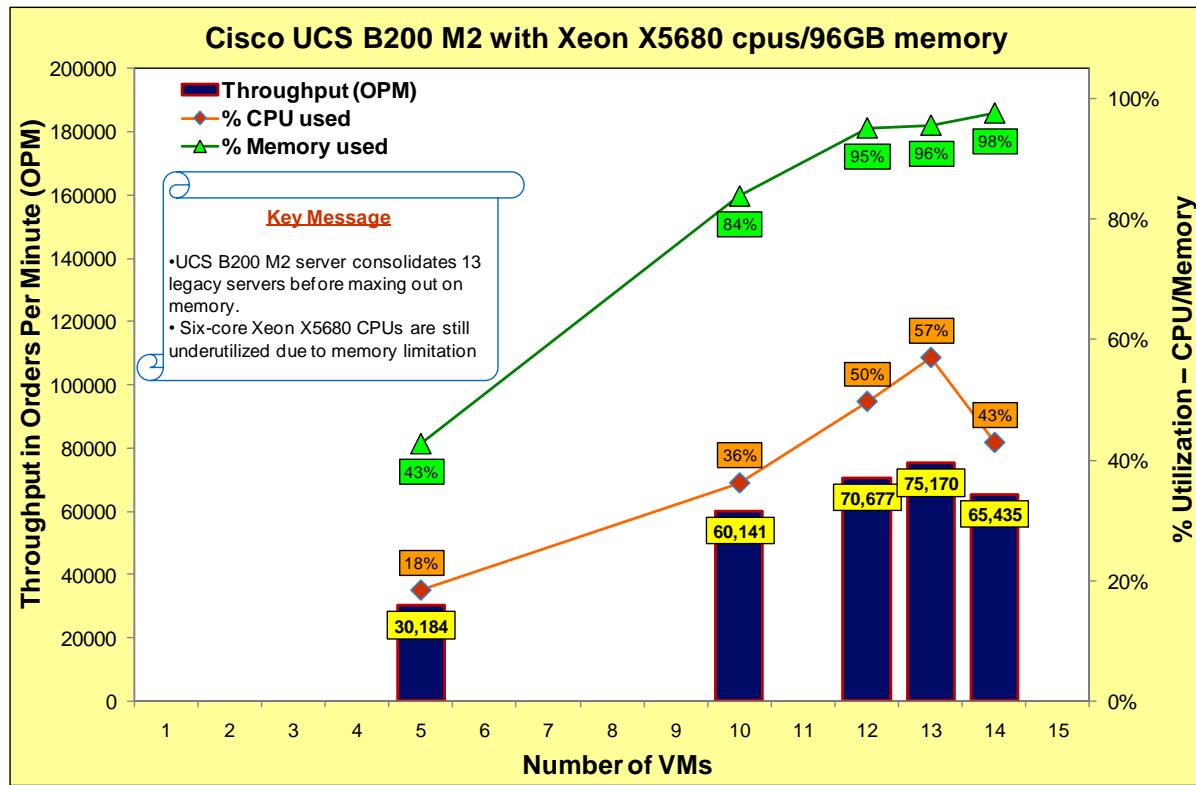 Cisco UCS B200 M2 with Xeon X5680 cpus/96GB memory
Throughput in Orders Per Minute (OPM)
200000
180000
160000
140000
120000
100000
80000
60000
40000
20000
0
Throughput (OPM)
% CPU used
% Memory used
Key Message
•UCS B200 M2 server consolidates 13
legacy servers before maxing out on
memory.
• Six-core Xeon X5680 CPUs are still
underutilized due to memory limitation
43%
84%
95%
96%
98%
18%
36%
50%
57%
43%
30,184
60,141
70,677
75,170
65,435
100%
80%
60%
40%
20%
0%
% Utilization – CPU/Memory
1 2 3 4 5 6 7 8 9 10 11 12 13 14 15
Number of VMs